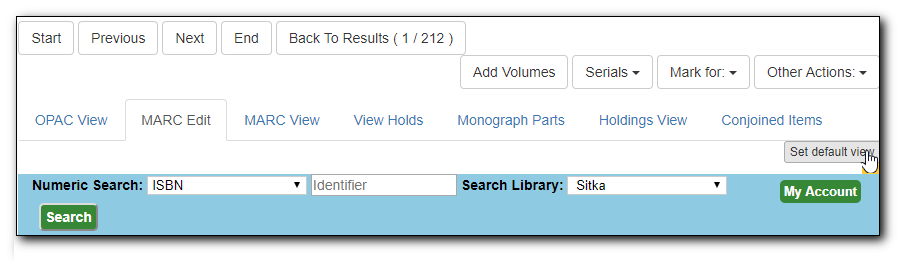 Start Previous Next End Back To Results ( 1 / 212 )
Add Volumes Serials Mark for: Other Actions:
OPAC View MARC Edit MARC View View Holds Monograph Parts Holdings View Conjoined Items
Set default view
Numeric Search: ISBN Identifier Search Library: Sitka My Account
Search